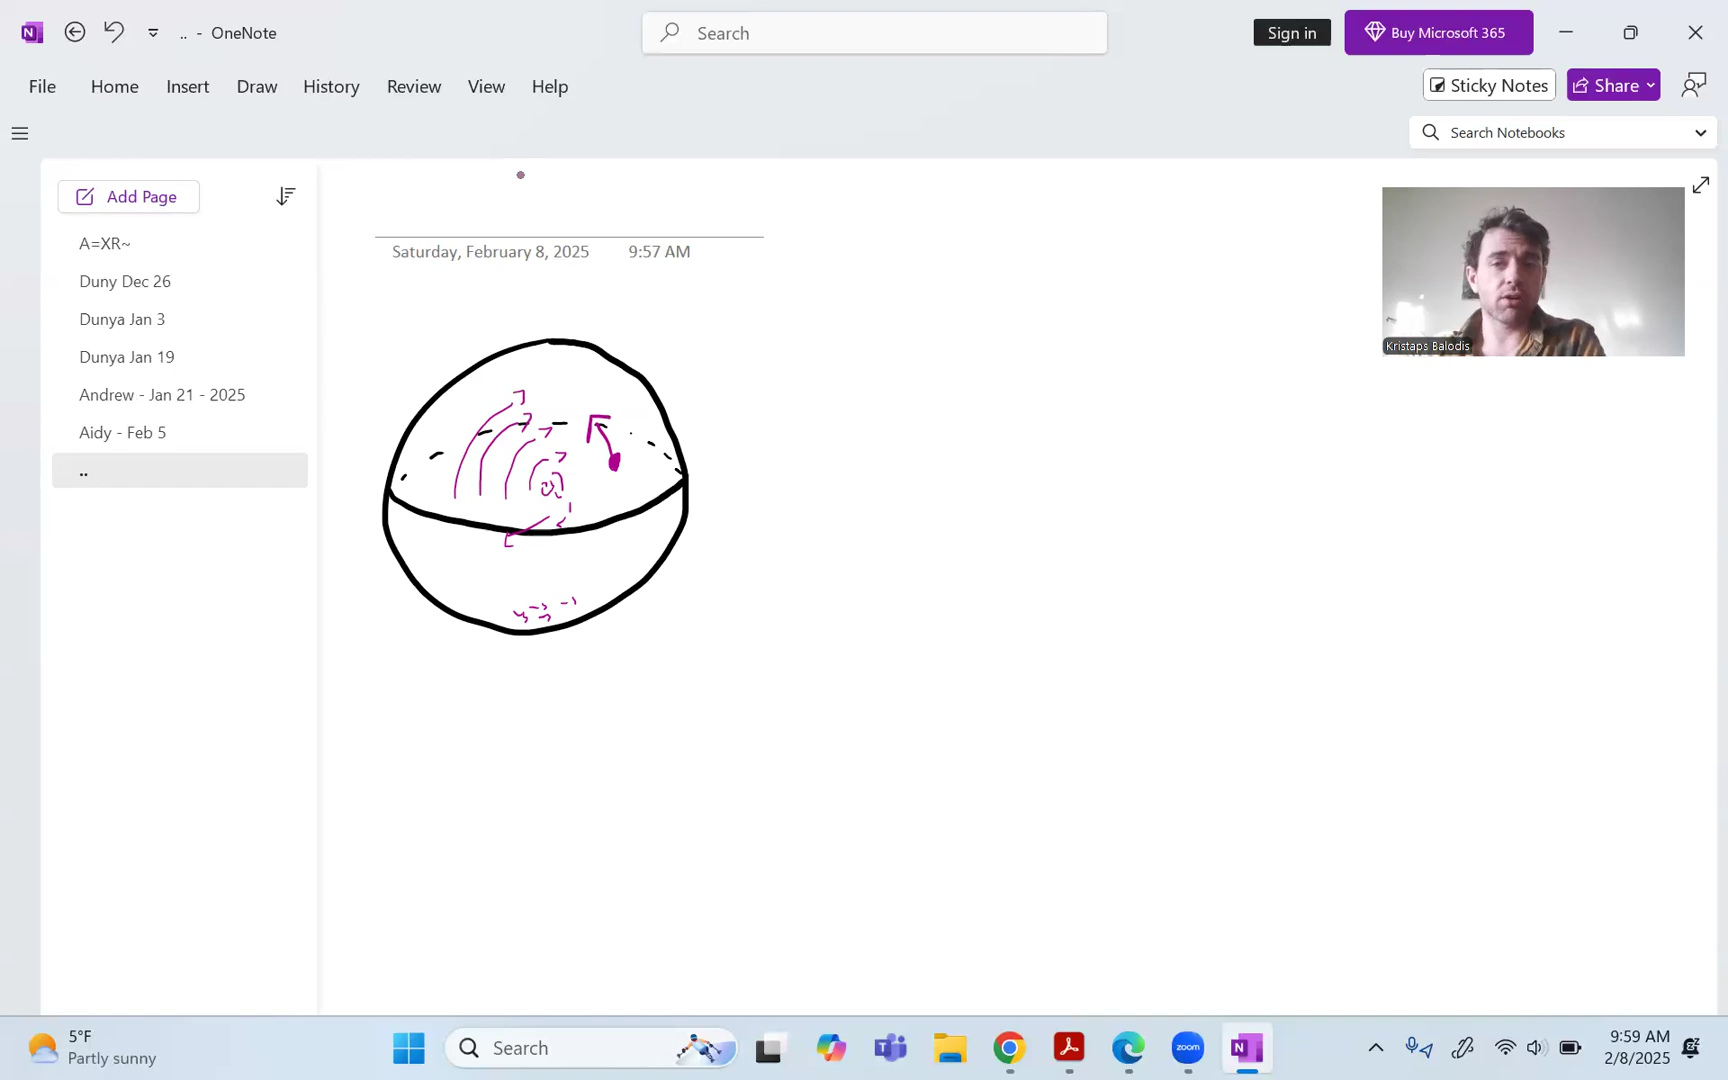 .. - OneNote
Search
Sign in
Buy Microsoft 365
File Home Insert Draw History Review View Help
Sticky Notes
Share
Search Notebooks
Add Page
A=XR~
Duny Dec 26
Dunya Jan 3
Dunya Jan 19
Andrew - Jan 21 - 2025
Aidy - Feb 5
..
Saturday, February 8, 2025 9:57 AM
Kristaps Balodis
5°F
Partly sunny
Search
zoom
9:59 AM
2/8/2025